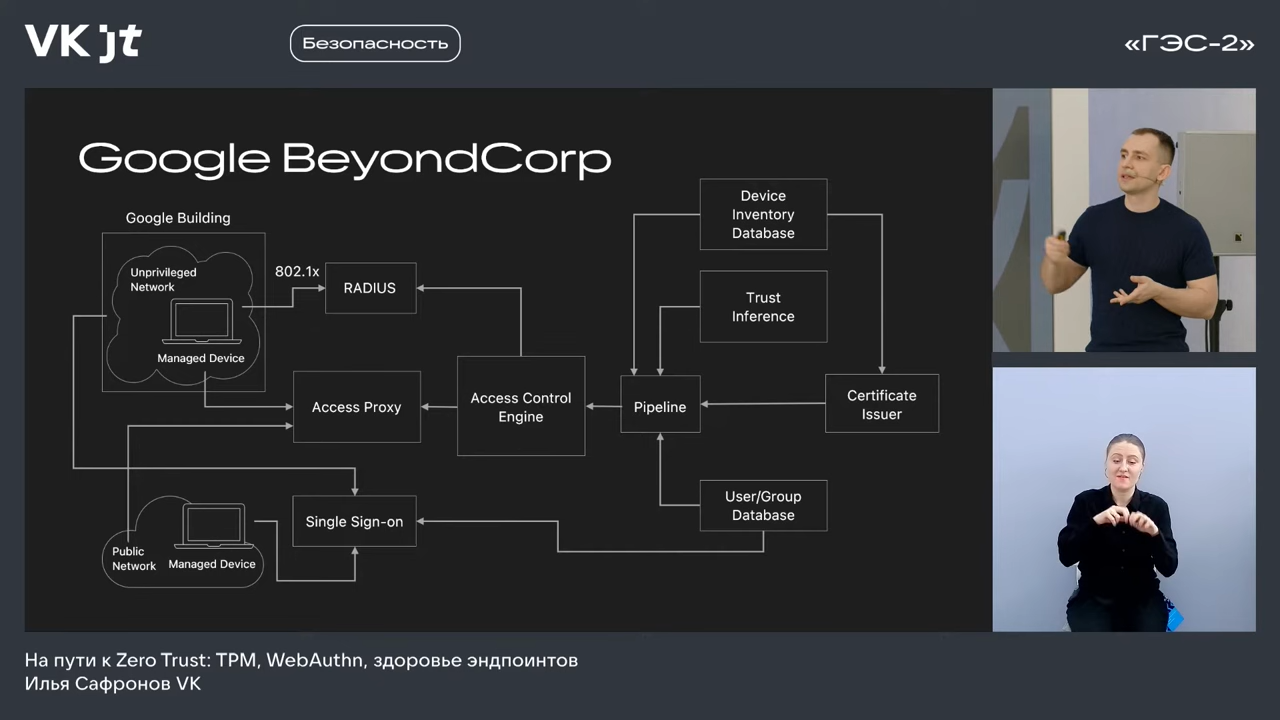 VK jt
Безопасность
«ГЭС-2»
Google BeyondCorp
Google Building
Unprivileged
Network
Managed Device
802.1x
RADIUS
Access Proxy
Access Control
Engine
Device
Inventory
Database
Trust
Inference
Pipeline
Certificate
Issuer
User/Group
Database
Single Sign-on
Public
Network
Managed Device
На пути к Zero Trust: TPM, WebAuthn, здоровье эндпоинтов
Илья Сафронов VK